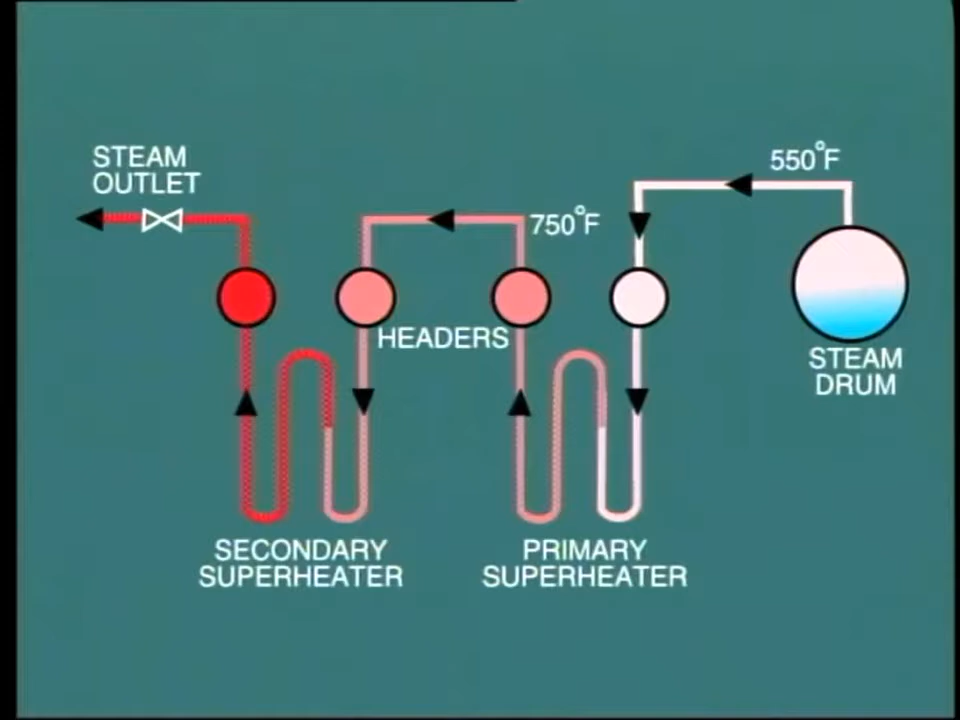 STEAM
OUTLET
550°F
750°F
HEADERS
STEAM
DRUM
SECONDARY
SUPERHEATER
PRIMARY
SUPERHEATER